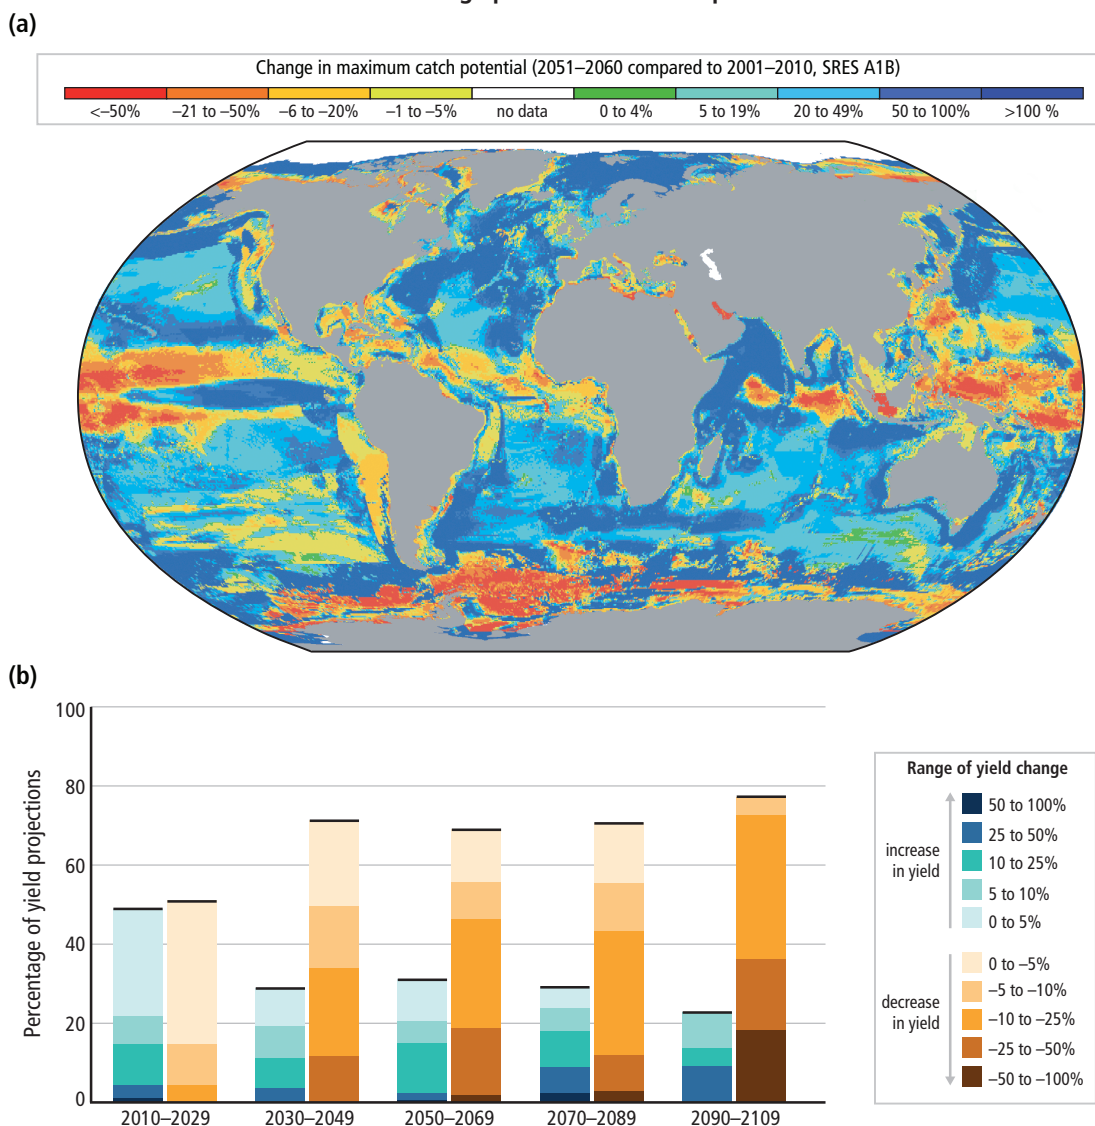 (a)
Change in maximum catch potential (2051–2060 compared to 2001–2010, SRES A1B)
<–50% –21 to –50% –6 to –20% –1 to –5% no data 0 to 4% 5 to 19% 20 to 49% 50 to 100% >100 %
(b)
Percentage of yield projections
100
80
60
40
20
0
2010–2029 2030–2049 2050–2069 2070–2089 2090–2109
Range of yield change
increase in yield
50 to 100%
25 to 50%
10 to 25%
5 to 10%
0 to 5%
decrease in yield
0 to –5%
–5 to –10%
–10 to –25%
–25 to –50%
–50 to –100%